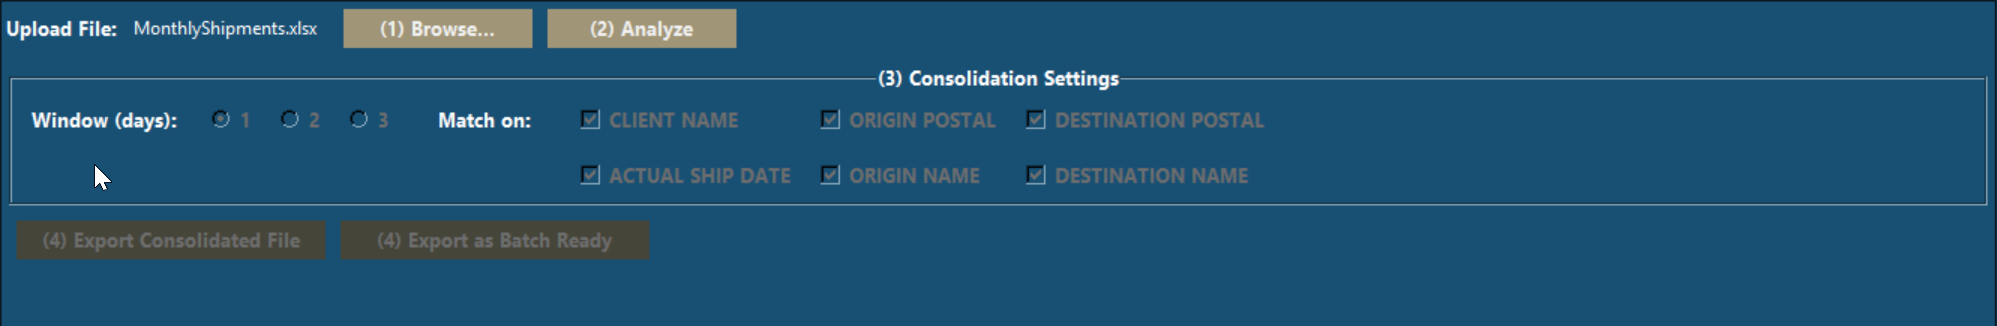 Upload File: MonthlyShipments.xlsx (1) Browse... (2) Analyze
(3) Consolidation Settings
Window (days): 1 2 3 Match on: CLIENT NAME ORIGIN POSTAL DESTINATION POSTAL
ACTUAL SHIP DATE ORIGIN NAME DESTINATION NAME
(4) Export Consolidated File (4) Export as Batch Ready